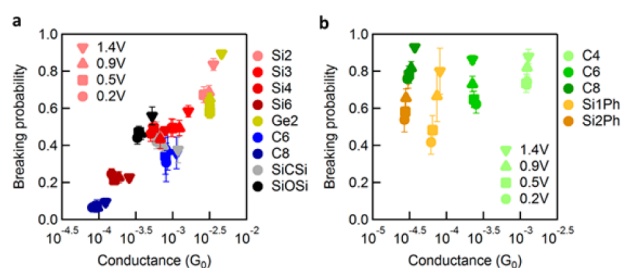 a
Breaking probability
1.0
0.8
0.6
0.4
0.2
0.0
1.4V
0.9V
0.5V
0.2V
Si2
Si3
Si4
Si6
Ge2
C6
C8
SiCSi
SiOSi
10^-4.5
10^-4
10^-3.5
10^-3
10^-2.5
10^-2
Conductance (G₀)
b
Breaking probability
1.0
0.8
0.6
0.4
0.2
0.0
C4
C6
C8
Si1Ph
Si2Ph
1.4V
0.9V
0.5V
0.2V
10^-5
10^-4.5
10^-4
10^-3.5
10^-3
10^-2.5
Conductance (G₀)